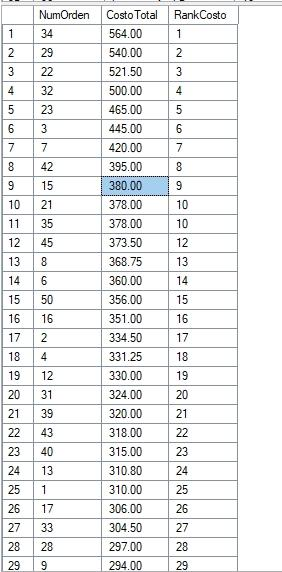 NumOrden CostoTotal RankCosto
1 34 564.00 1
2 29 540.00 2
3 22 521.50 3
4 32 500.00 4
5 23 465.00 5
6 3 445.00 6
7 7 420.00 7
8 42 395.00 8
9 15 380.00 9
10 21 378.00 10
11 35 378.00 10
12 45 373.50 12
13 8 368.75 13
14 6 360.00 14
15 50 356.00 15
16 16 351.00 16
17 2 334.50 17
18 4 331.25 18
19 12 330.00 19
20 31 324.00 20
21 39 320.00 21
22 43 318.00 22
23 40 315.00 23
24 13 310.80 24
25 1 310.00 25
26 17 306.00 26
27 33 304.50 27
28 28 297.00 28
29 9 294.00 29